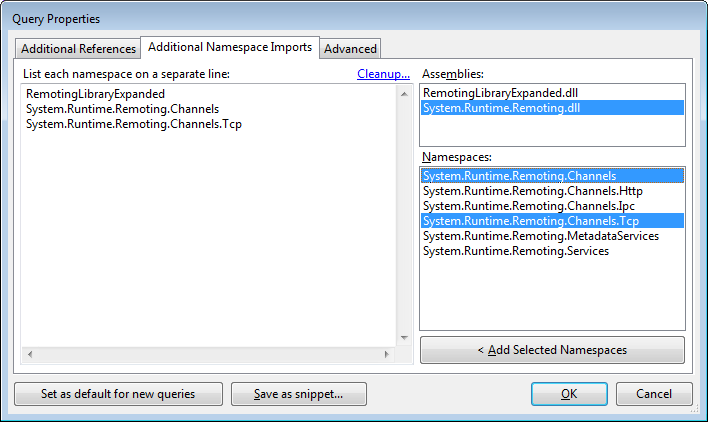 Query Properties
Additional References
Additional Namespace Imports
Advanced
List each namespace on a separate line:
Cleanup...
RemotingLibraryExpanded
System.Runtime.Remoting.Channels
System.Runtime.Remoting.Channels.Tcp
Assemblies:
RemotingLibraryExpanded.dll
System.Runtime.Remoting.dll
Namespaces:
System.Runtime.Remoting.Channels
System.Runtime.Remoting.Channels.Http
System.Runtime.Remoting.Channels.Ipc
System.Runtime.Remoting.Channels.Tcp
System.Runtime.Remoting.MetadataServices
System.Runtime.Remoting.Services
< Add Selected Namespaces
Set as default for new queries
Save as snippet...
OK
Cancel